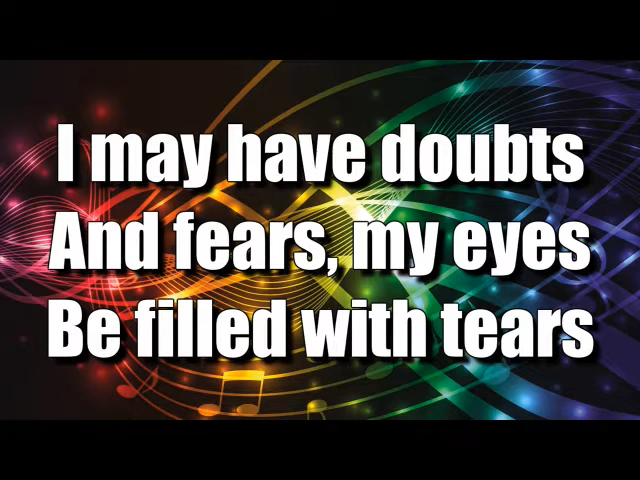 I may have doubts
And fears, my eyes
Be filled with tears